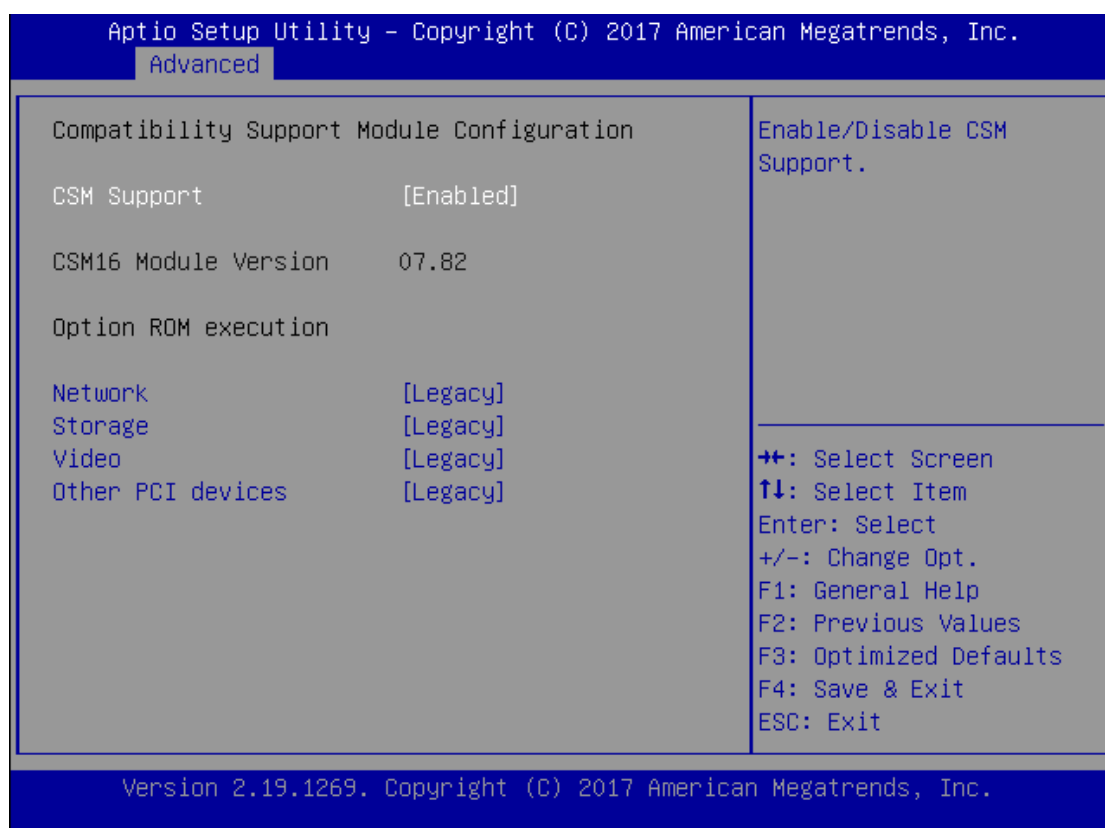 Aptio Setup Utility – Copyright (C) 2017 American Megatrends, Inc.
Advanced
Compatibility Support Module Configuration
CSM Support [Enabled]
CSM16 Module Version 07.82
Option ROM execution
Network [Legacy]
Storage [Legacy]
Video [Legacy]
Other PCI devices [Legacy]
Enable/Disable CSM
Support.
→←: Select Screen
↑↓: Select Item
Enter: Select
+/-: Change Opt.
F1: General Help
F2: Previous Values
F3: Optimized Defaults
F4: Save & Exit
ESC: Exit
Version 2.19.1269. Copyright (C) 2017 American Megatrends, Inc.